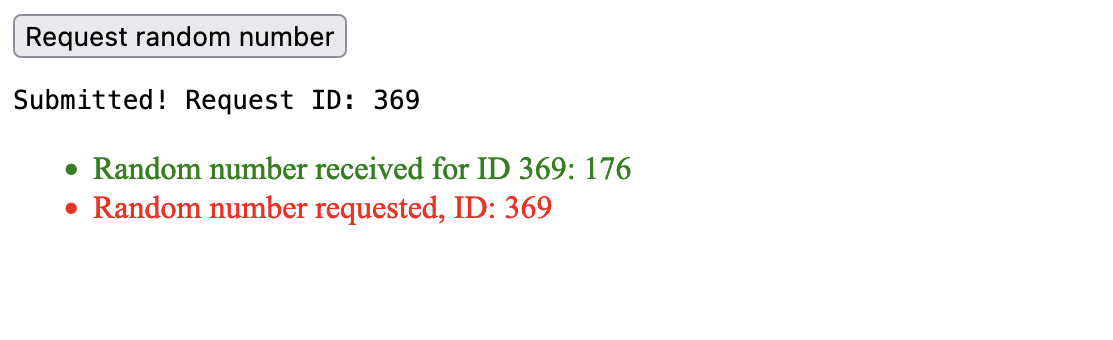 Request random number
Submitted! Request ID: 369
Random number received for ID 369: 176
Random number requested, ID: 369